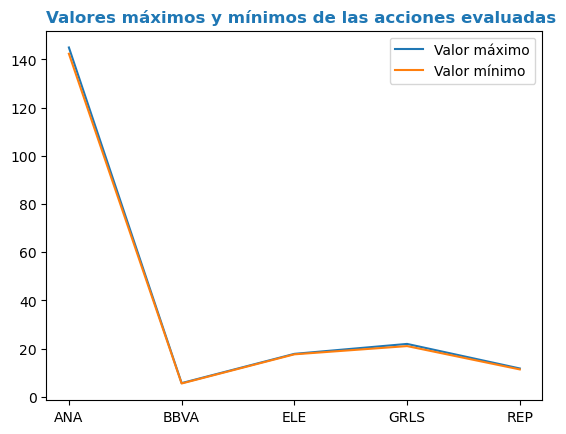 Valores máximos y mínimos de las acciones evaluadas
Valor máximo
Valor mínimo
140
120
100
80
60
40
20
0
ANA BBVA ELE GRLS REP